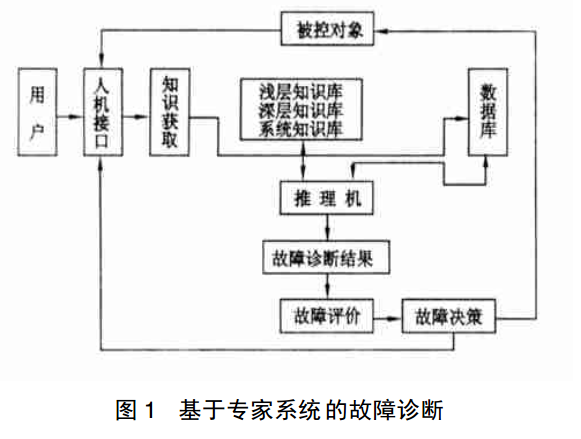 被控对象
用户
人机接口
知识获取
浅层知识库
深层知识库
系统知识库
数据库
推理机
故障诊断结果
故障评价
故障决策
图1 基于专家系统的故障诊断